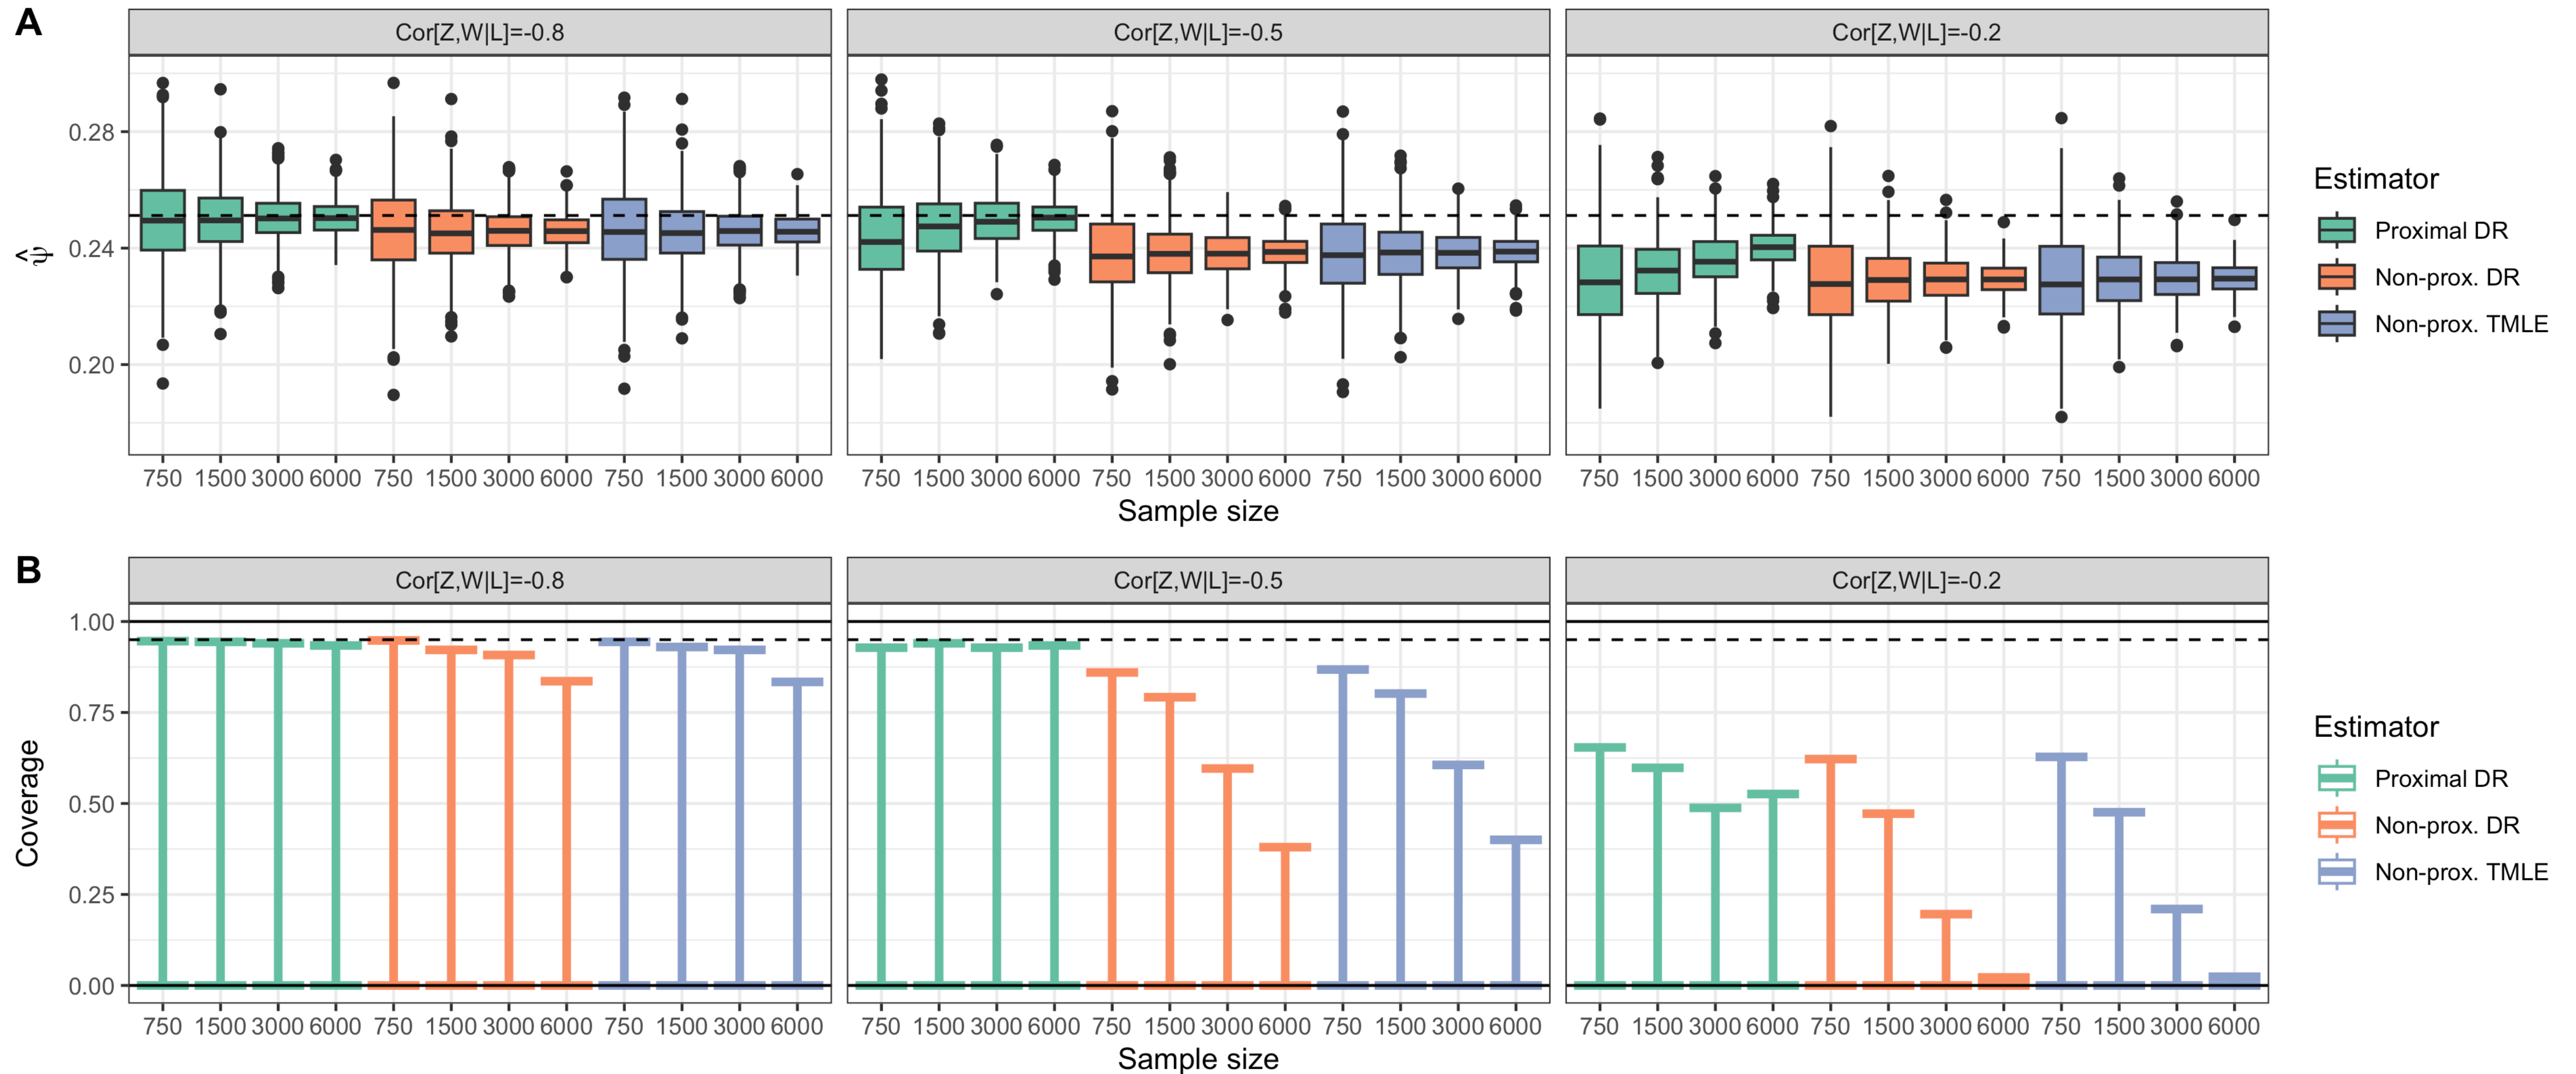 A
Cor[Z,W|L]=-0.8
Cor[Z,W|L]=-0.5
Cor[Z,W|L]=-0.2
0.28
0.24
0.20
ψ̂
750 1500 3000 6000 750 1500 3000 6000 750 1500 3000 6000
750 1500 3000 6000 750 1500 3000 6000 750 1500 3000 6000
750 1500 3000 6000 750 1500 3000 6000 750 1500 3000 6000
Sample size
Estimator
Proximal DR
Non-prox. DR
Non-prox. TMLE
B
Cor[Z,W|L]=-0.8
Cor[Z,W|L]=-0.5
Cor[Z,W|L]=-0.2
1.00
0.75
0.50
0.25
0.00
Coverage
750 1500 3000 6000 750 1500 3000 6000 750 1500 3000 6000
750 1500 3000 6000 750 1500 3000 6000 750 1500 3000 6000
750 1500 3000 6000 750 1500 3000 6000 750 1500 3000 6000
Sample size
Estimator
Proximal DR
Non-prox. DR
Non-prox. TMLE